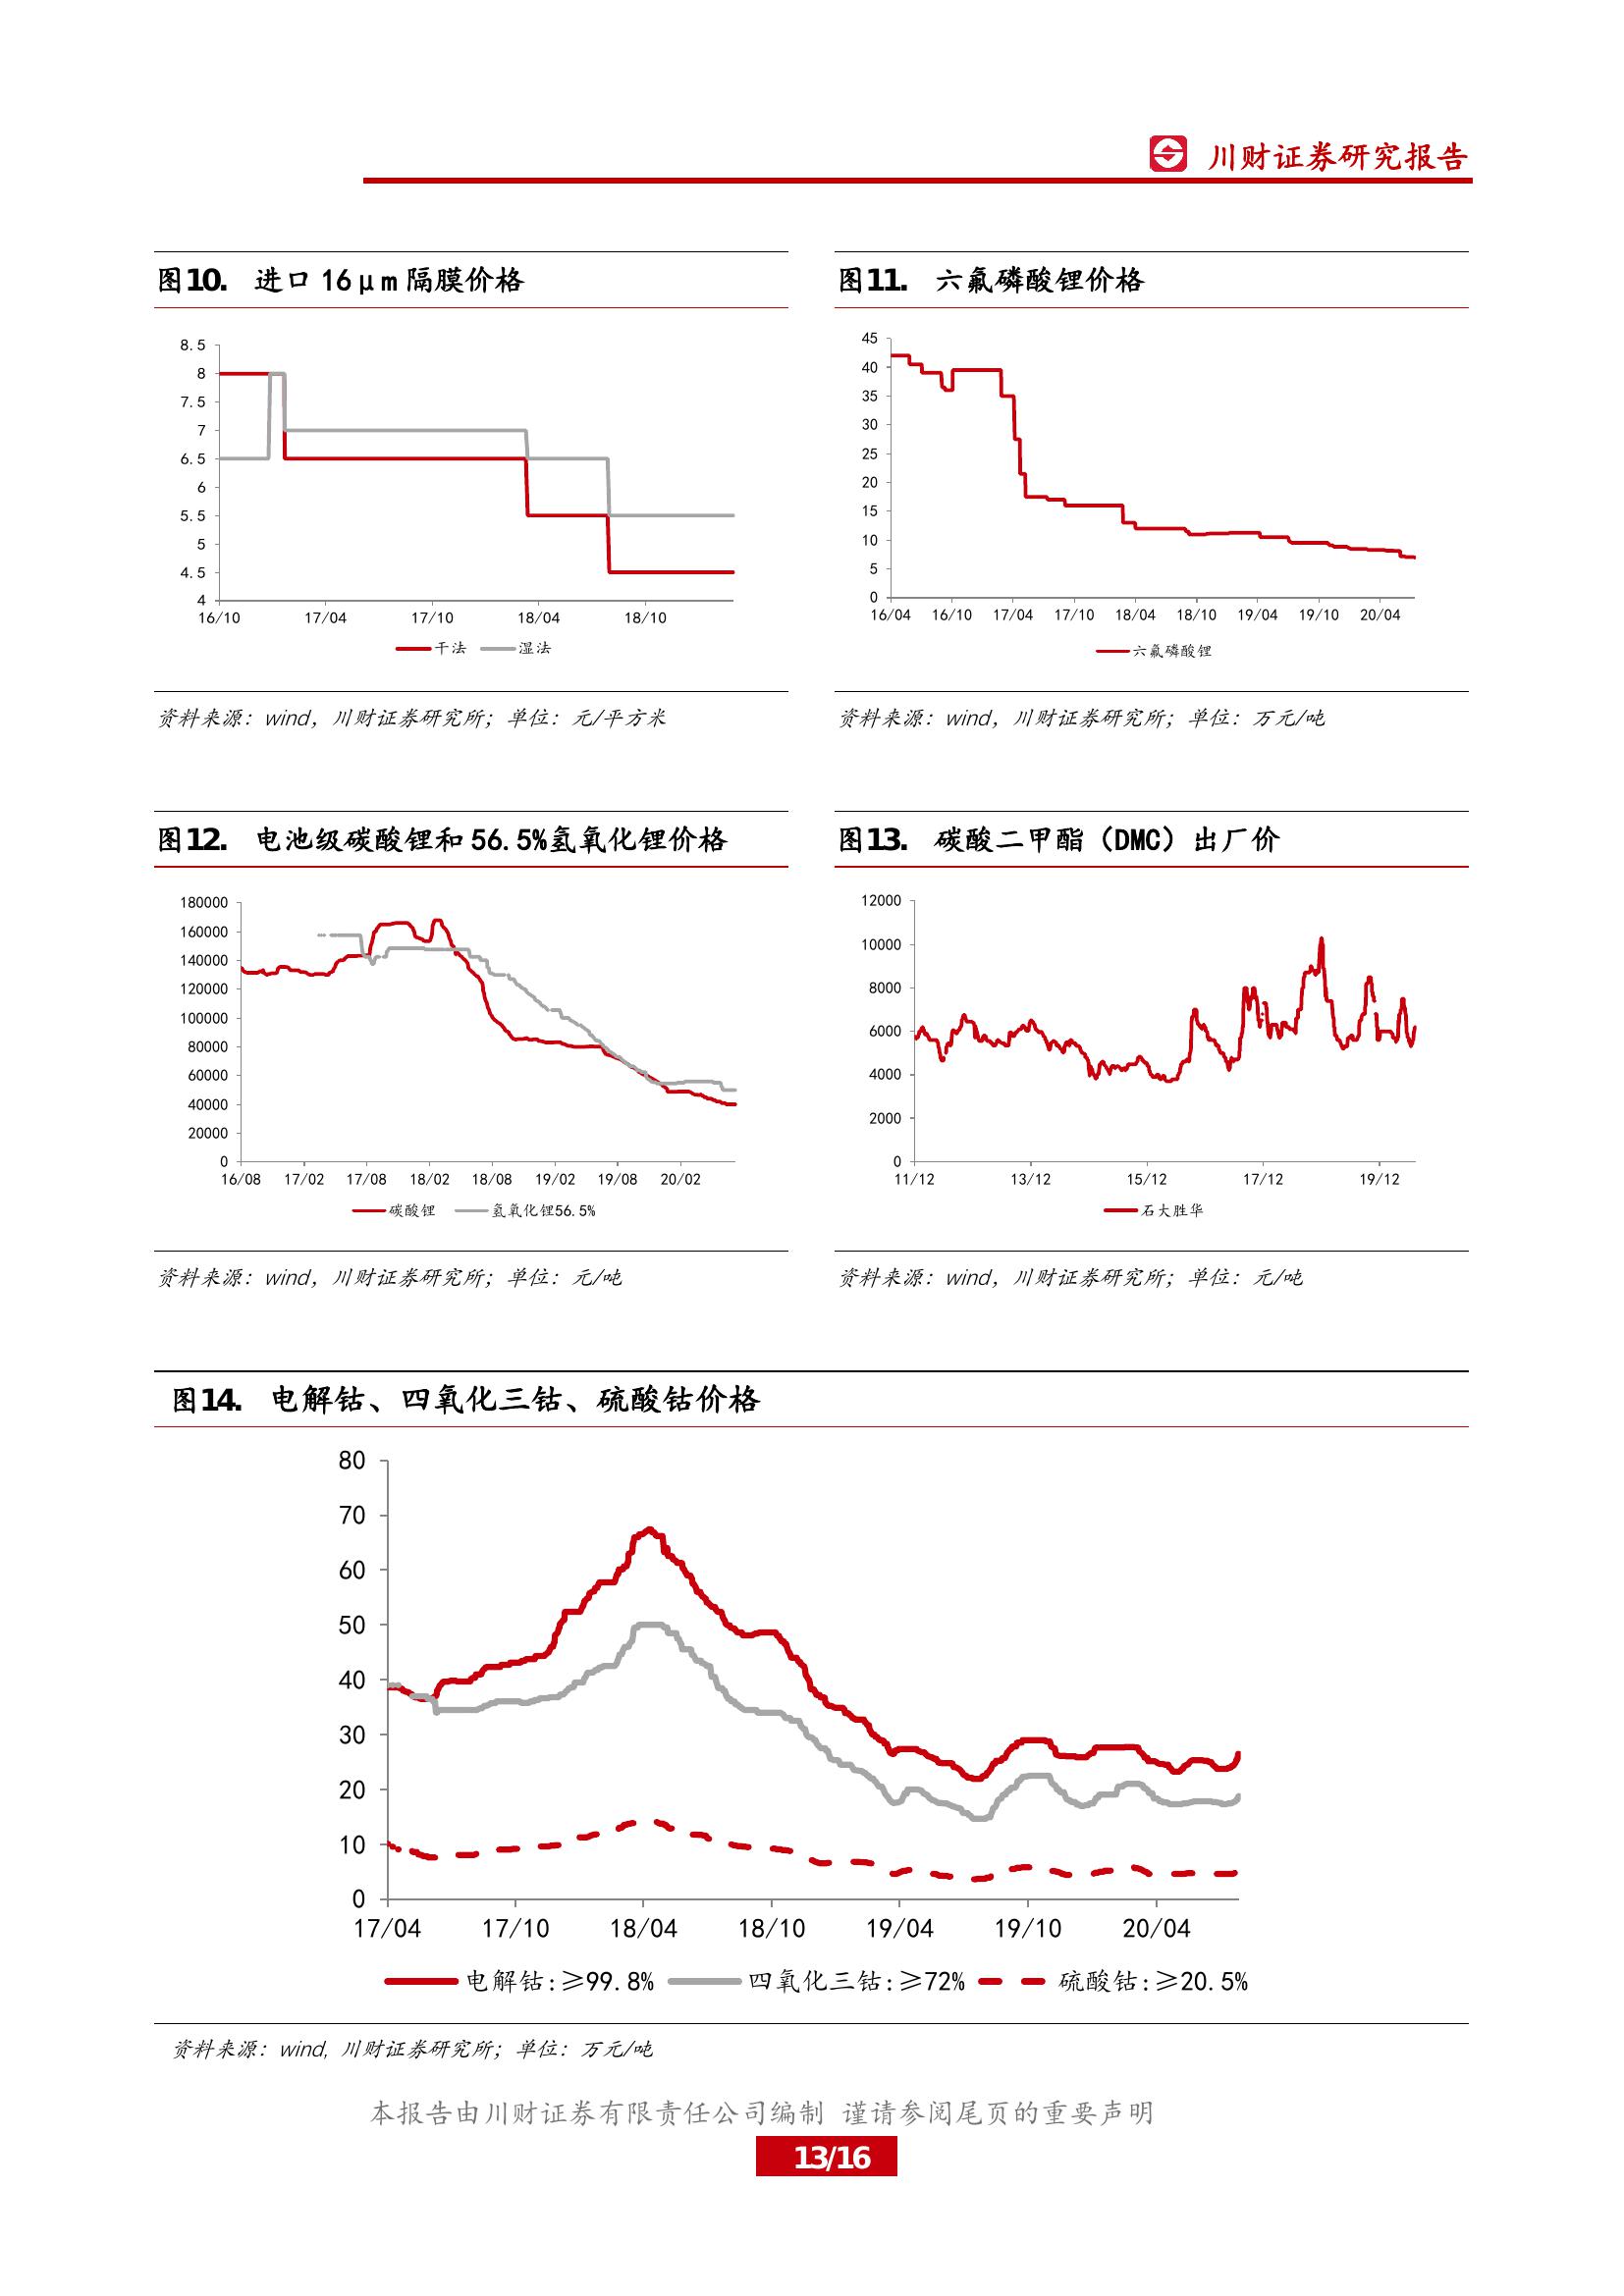 川财证券研究报告
图10. 进口 16μm 隔膜价格
8.5
8
7.5
7
6.5
6
5.5
5
4.5
4
16/10 17/04 17/10 18/04 18/10
干法 湿法
资料来源：wind，川财证券研究所；单位：元/平方米
图11. 六氟磷酸锂价格
45
40
35
30
25
20
15
10
5
0
16/04 16/10 17/04 17/10 18/04 18/10 19/04 19/10 20/04
六氟磷酸锂
资料来源：wind，川财证券研究所；单位：万元/吨
图12. 电池级碳酸锂和 56.5%氢氧化锂价格
180000
160000
140000
120000
100000
80000
60000
40000
20000
0
16/08 17/02 17/08 18/02 18/08 19/02 19/08 20/02
碳酸锂 氢氧化锂56.5%
资料来源：wind，川财证券研究所；单位：元/吨
图13. 碳酸二甲酯（DMC）出厂价
12000
10000
8000
6000
4000
2000
0
11/12 13/12 15/12 17/12 19/12
石大胜华
资料来源：wind，川财证券研究所；单位：元/吨
图14. 电解钴、四氧化三钴、硫酸钴价格
80
70
60
50
40
30
20
10
0
17/04 17/10 18/04 18/10 19/04 19/10 20/04
电解钴:≥99.8% 四氧化三钴:≥72% 硫酸钴:≥20.5%
资料来源：wind, 川财证券研究所；单位：万元/吨
本报告由川财证券有限责任公司编制 谨请参阅尾页的重要声明
13/16